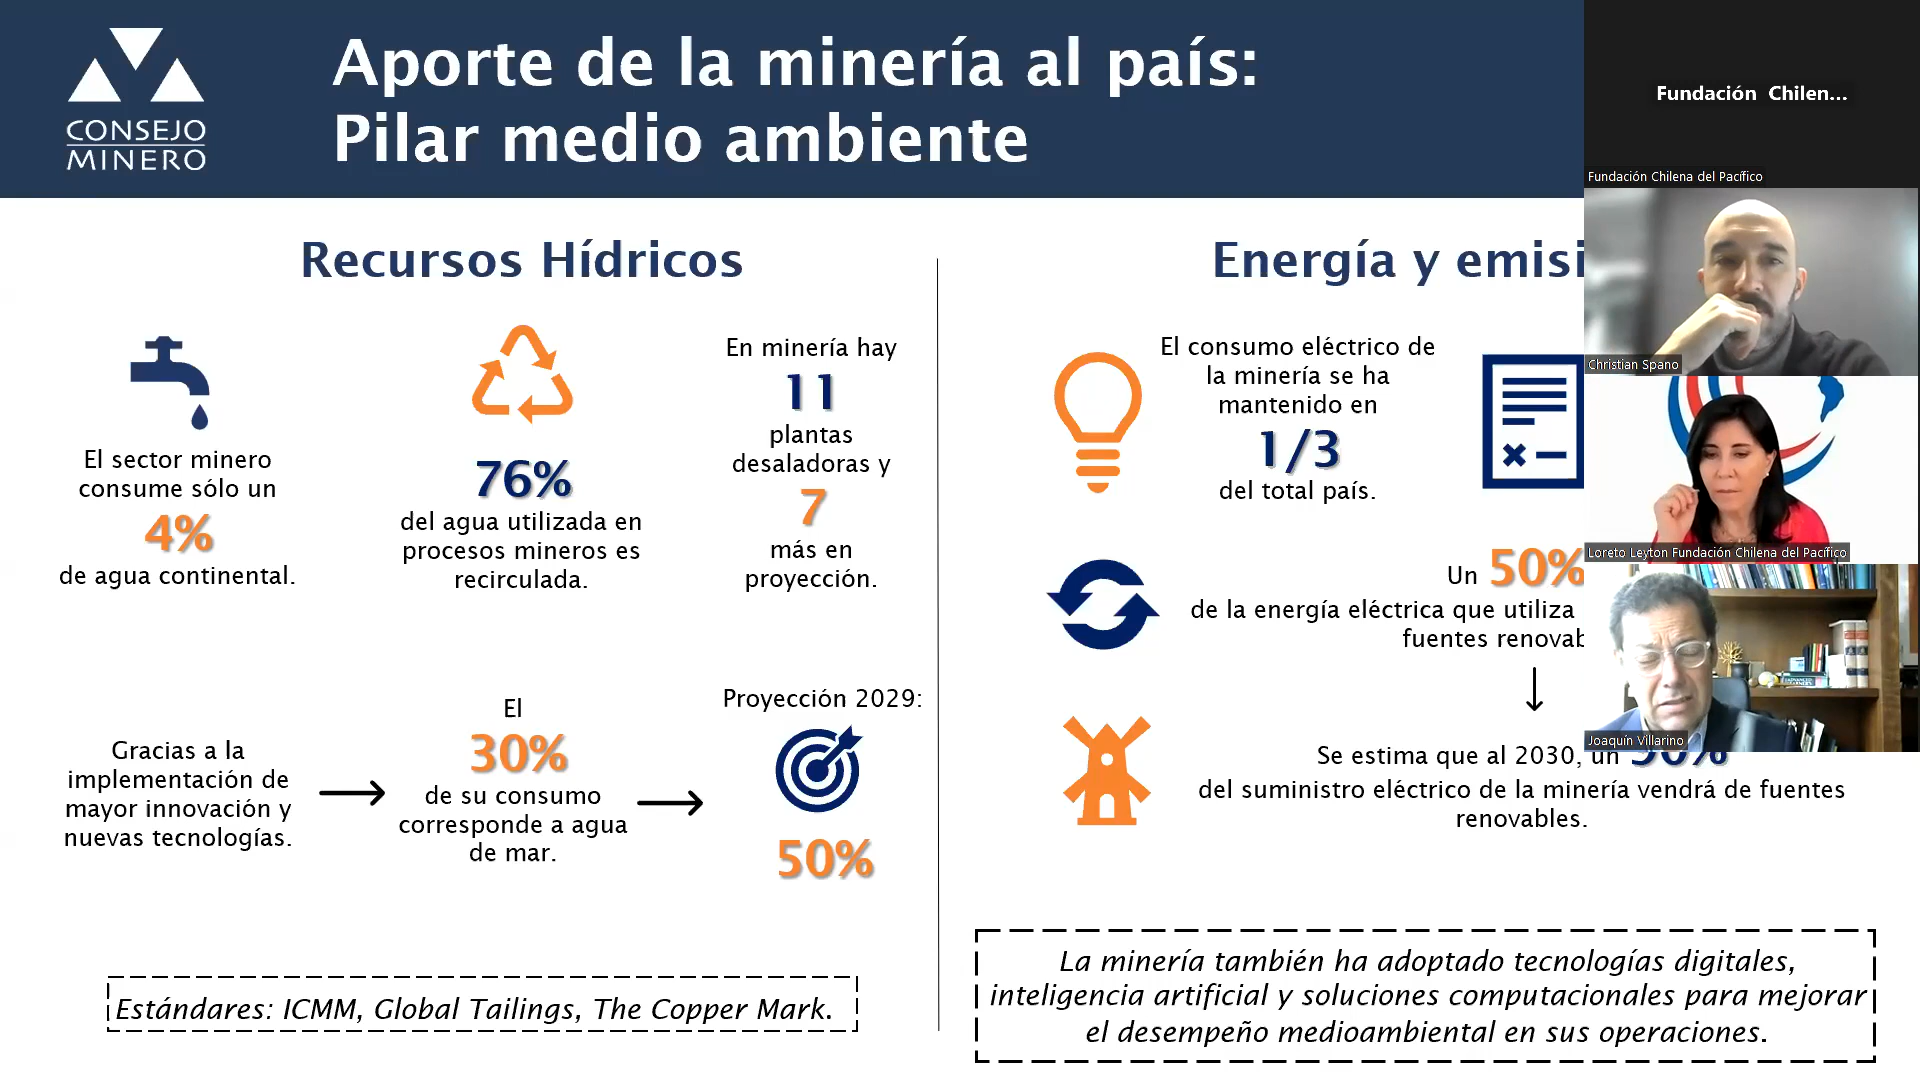 CONSEJO
MINERO
Aporte de la minería al país:
Pilar medio ambiente
Recursos Hídricos
El sector minero
consume sólo un
4%
de agua continental.
76%
del agua utilizada en
procesos mineros es
recirculada.
En minería hay
11
plantas
desaladoras y
7
más en
proyección.
Gracias a la
implementación de
mayor innovación y
nuevas tecnologías.
El
30%
de su consumo
corresponde a agua
de mar.
Proyección 2029:
50%
Estándares: ICMM, Global Tailings, The Copper Mark.
Energía y emisi
El consumo eléctrico de
la minería se ha
mantenido en
1/3
del total país.
Un 50%
de la energía eléctrica que utiliza
fuentes renovab
Se estima que al 2030, un 90%
del suministro eléctrico de la minería vendrá de fuentes
renovables.
La minería también ha adoptado tecnologías digitales,
inteligencia artificial y soluciones computacionales para mejorar
el desempeño medioambiental en sus operaciones.
Fundación Chilen...
Fundación Chilena del Pacífico
Christian Spano
Loreto Leyton Fundación Chilena del Pacífico
Joaquín Villarino